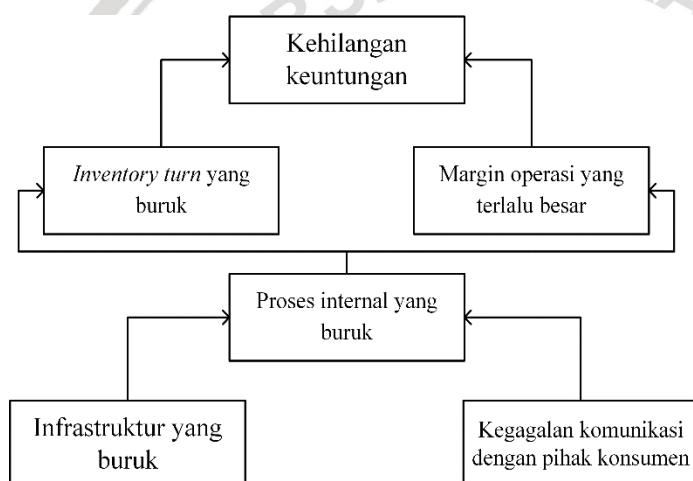 Kehilangan
keuntungan
Inventory turn yang
buruk
Margin operasi yang
terlalu besar
Proses internal yang
buruk
Infrastruktur yang
buruk
Kegagalan komunikasi
dengan pihak konsumen